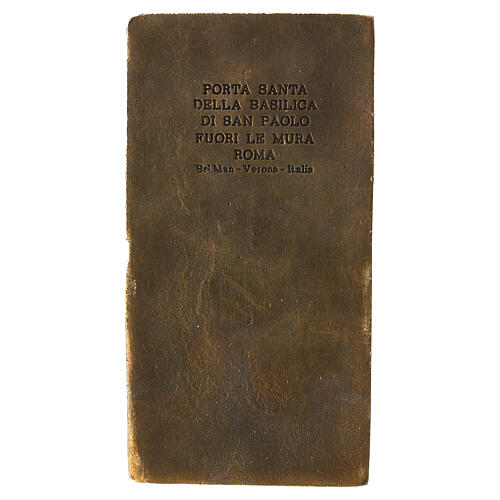 PORTA SANTA
DELLA BASILICA
DI SAN PAOLO
FUORI LE MURA
ROMA
Bri Man - Verona - Italia